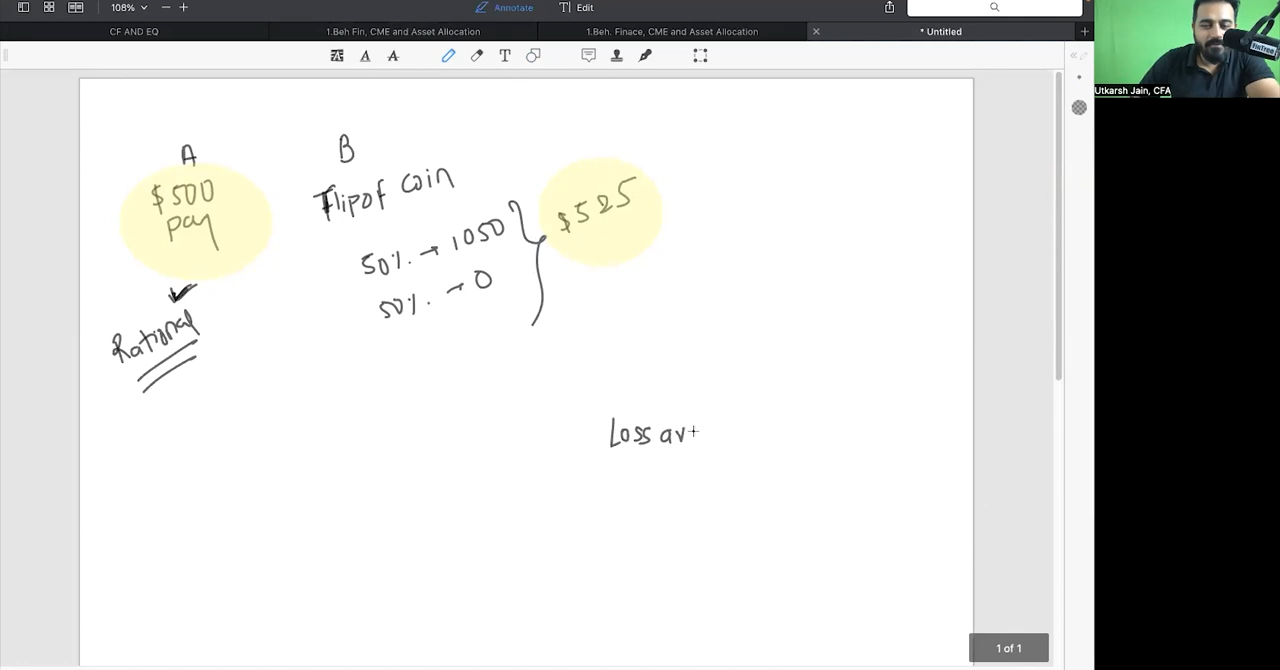 108%
Annotate
Edit
CF AND EQ
1.Beh Fin, CME and Asset Allocation
1.Beh. Finace, CME and Asset Allocation
* Untitled
A
$500
pay
Rational
B
Flip of coin
50% → 1050
50% → 0
$525
Loss av
1 of 1
FinTree
Utkarsh Jain, CFA